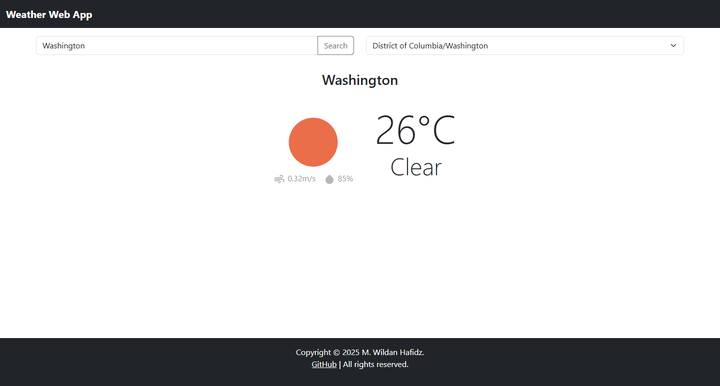 Weather Web App
Washington
Search
District of Columbia/Washington
Washington
26°C
Clear
0.32m/s
85%
Copyright © 2025 M. Wildan Hafidz.
GitHub | All rights reserved.